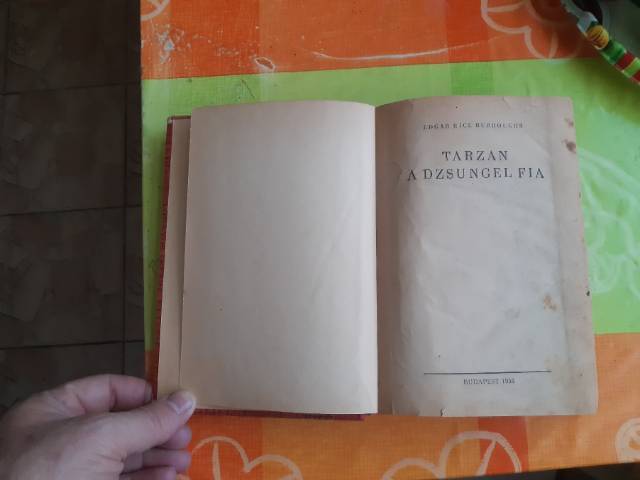 EDGAR RICE BURROUGHS
TARZAN
A DZSUNGEL FIA
BUDAPEST